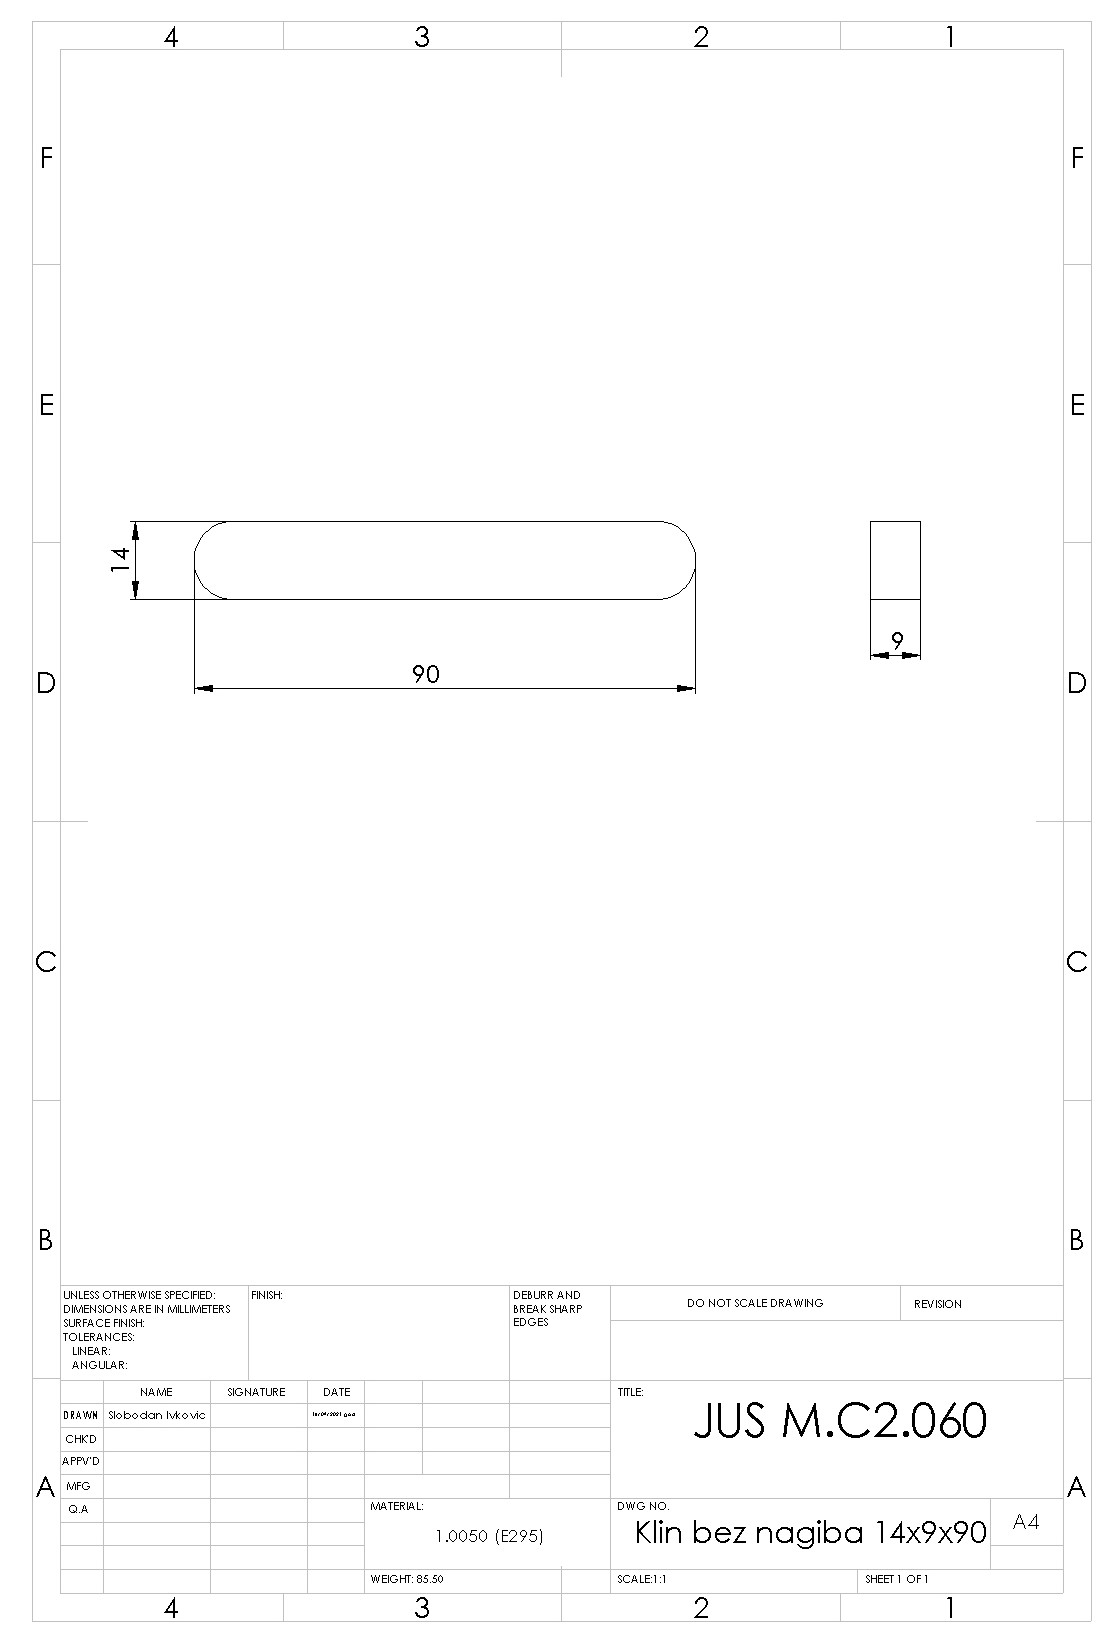 4 3 2 1
F F
E E
14
9
90
D D
C C
B B
UNLESS OTHERWISE SPECIFIED:
DIMENSIONS ARE IN MILLIMETERS
SURFACE FINISH:
TOLERANCES:
LINEAR:
ANGULAR:
FINISH:
DEBURR AND
BREAK SHARP
EDGES
DO NOT SCALE DRAWING
REVISION
NAME SIGNATURE DATE
DRAWN Slobodan Ivkovic
CHK'D
APPV'D
MFG
Q.A
TITLE:
JUS M.C2.060
A A
MATERIAL:
1.0050 (E295)
DWG NO.
Klin bez nagiba 14x9x90
A4
WEIGHT: 85.50
SCALE:1:1
SHEET 1 OF 1
4 3 2 1